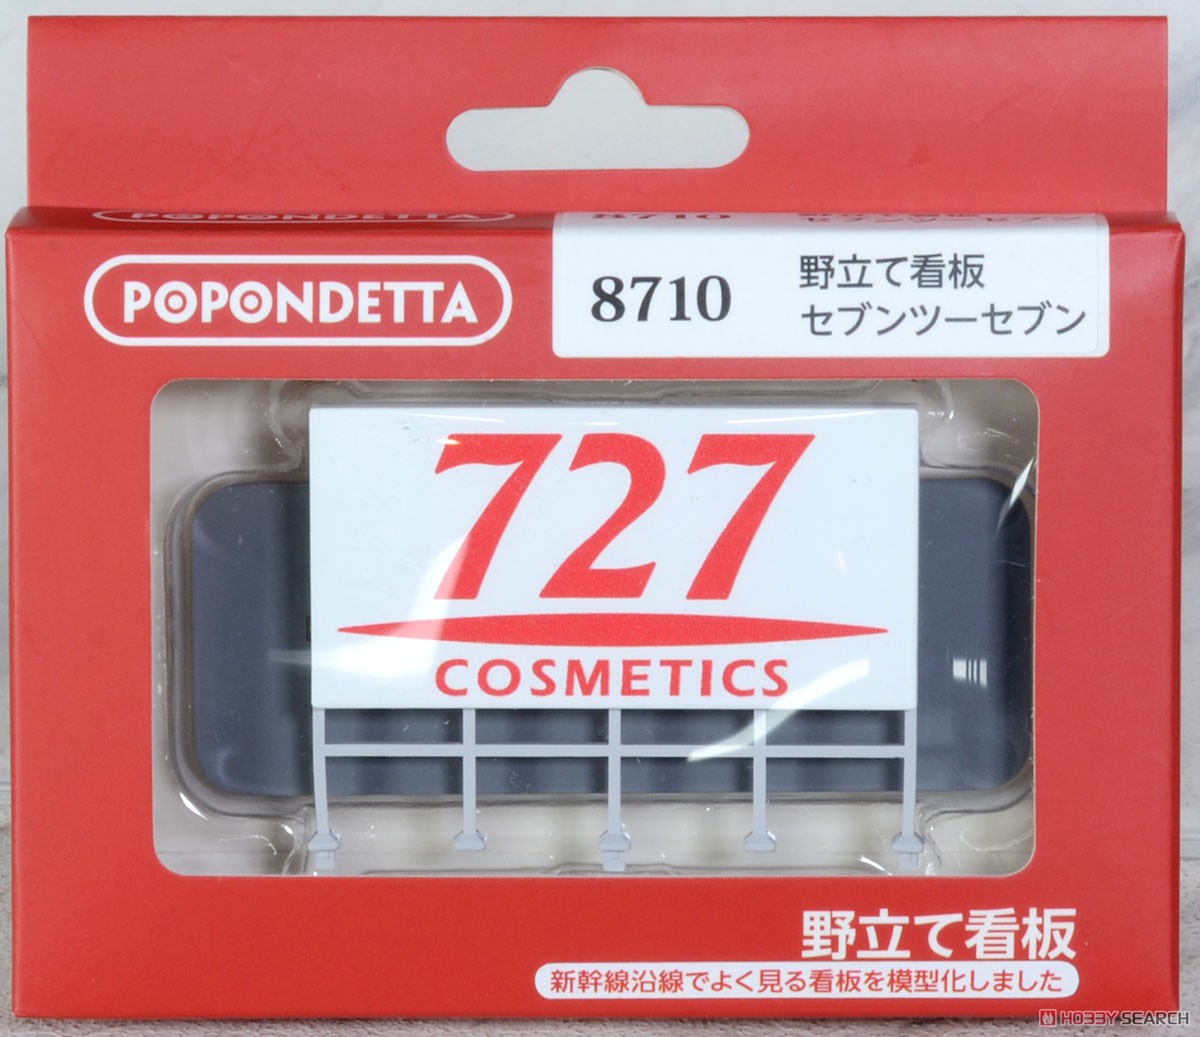 POPONDETTA
8710
POPONDETTA
8710
野立て看板
セブンツーセブン
727
COSMETICS
野立て看板
新幹線沿線でよく見る看板を模型化しました
HOBBY SEARCH